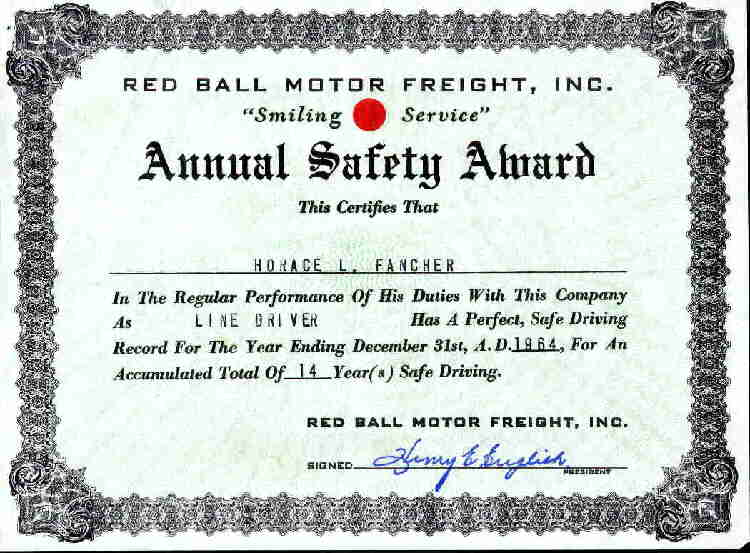 RED BALL MOTOR FREIGHT, INC.
"Smiling Service"
Annual Safety Award
This Certifies That
HORACE L. FANCHER
In The Regular Performance Of His Duties With This Company
As LINE DRIVER Has A Perfect, Safe Driving
Record For The Year Ending December 31st, A.D. 1964, For An
Accumulated Total Of 14 Year(s) Safe Driving.
RED BALL MOTOR FREIGHT, INC.
SIGNED Henry E. English
PRESIDENT